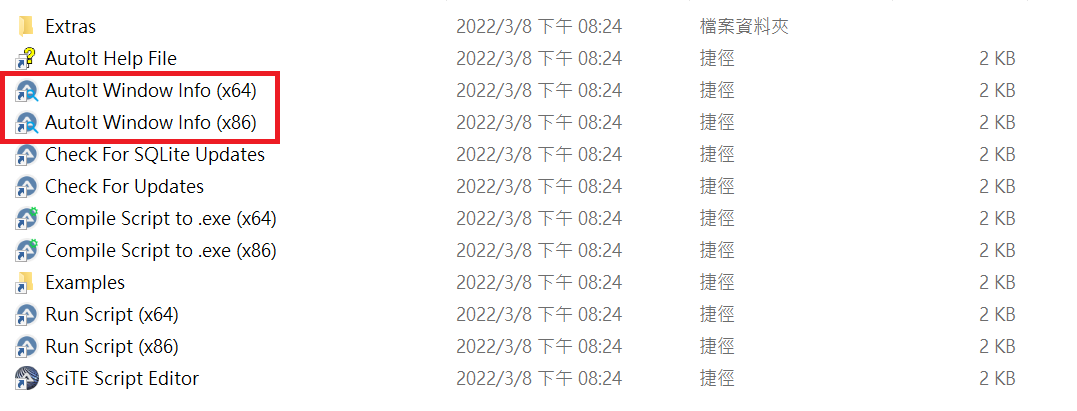 Extras 2022/3/8 下午 08:24 檔案資料夾
AutoIt Help File 2022/3/8 下午 08:24 捷徑 2 KB
AutoIt Window Info (x64) 2022/3/8 下午 08:24 捷徑 2 KB
AutoIt Window Info (x86) 2022/3/8 下午 08:24 捷徑 2 KB
Check For SQLite Updates 2022/3/8 下午 08:24 捷徑 2 KB
Check For Updates 2022/3/8 下午 08:24 捷徑 2 KB
Compile Script to .exe (x64) 2022/3/8 下午 08:24 捷徑 2 KB
Compile Script to .exe (x86) 2022/3/8 下午 08:24 捷徑 2 KB
Examples 2022/3/8 下午 08:24 捷徑 2 KB
Run Script (x64) 2022/3/8 下午 08:24 捷徑 2 KB
Run Script (x86) 2022/3/8 下午 08:24 捷徑 2 KB
SciTE Script Editor 2022/3/8 下午 08:24 捷徑 2 KB